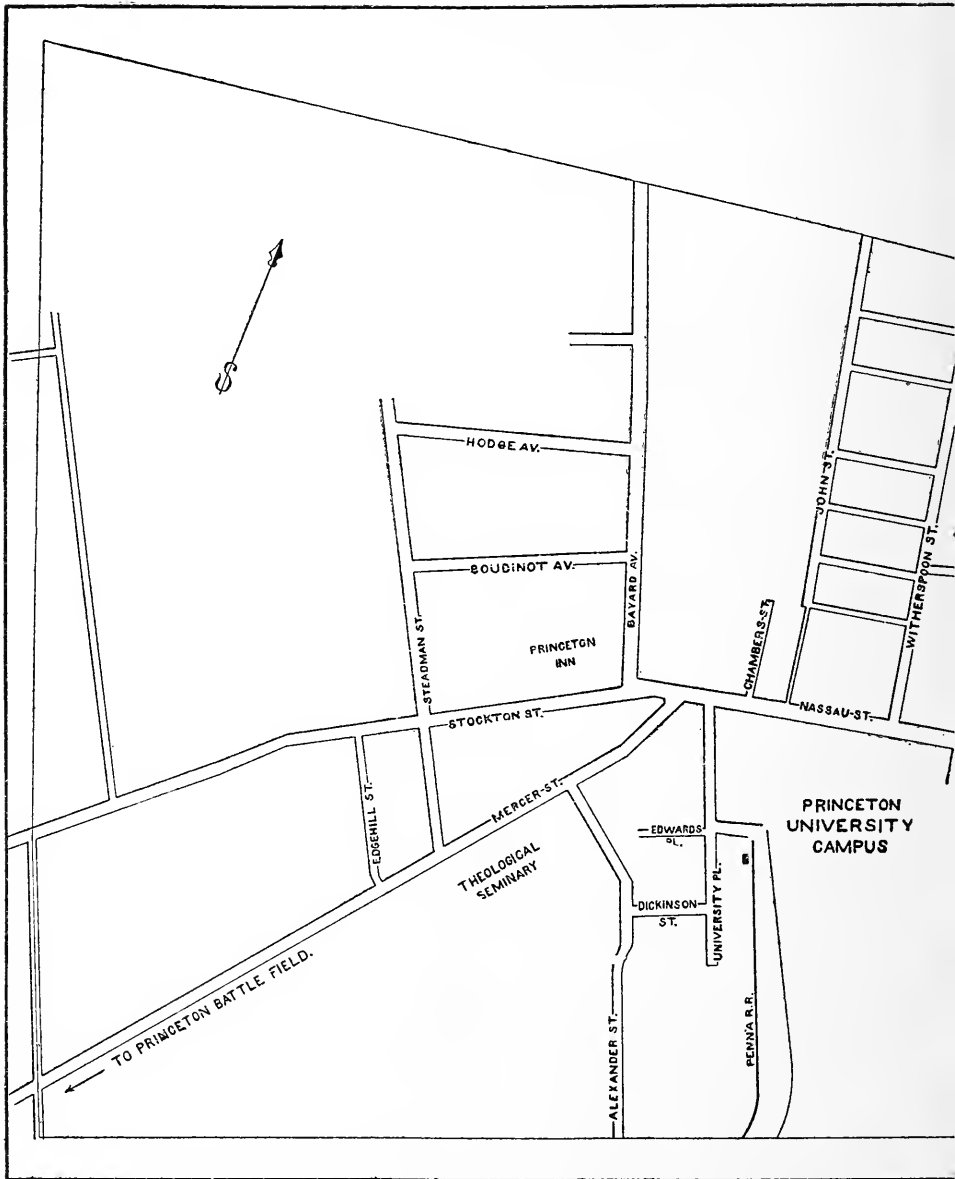 S
HODGE AV.
BOUDINOT AV.
BAYARD AV.
JOHN ST.
WITHERSPOON ST.
STEADMAN ST.
PRINCETON
INN
CHAMBERS-ST.
STOCKTON ST.
NASSAU-ST.
EDGEHILL ST.
MERCER-ST.
THEOLOGICAL
SEMINARY
EDWARDS
PL.
DICKINSON
ST.
UNIVERSITY PL.
PRINCETON
UNIVERSITY
CAMPUS
TO PRINCETON BATTLE FIELD.
ALEXANDER ST.
PENN'A R.R.